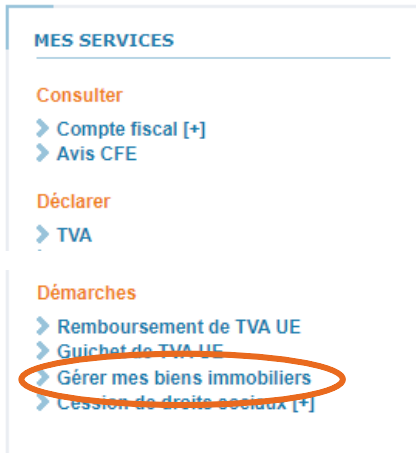 MES SERVICES
Consulter
Compte fiscal [+]
Avis CFE
Déclarer
TVA
Démarches
Remboursement de TVA UE
Guichet de TVA UE
Gérer mes biens immobiliers
Cession de droits sociaux [+]